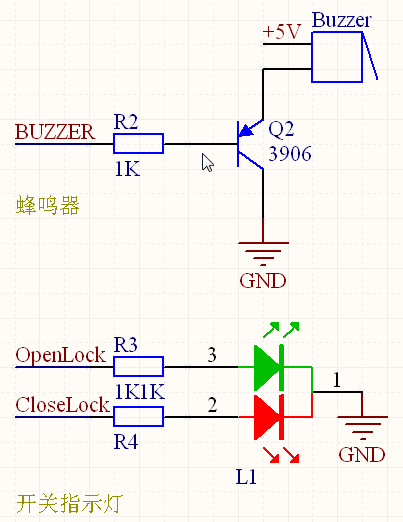 Buzzer
+5V
BUZZER
R2
1K
Q2
3906
蜂鸣器
GND
OpenLock
R3
3
1K1K
1
CloseLock
2
R4
GND
L1
开关指示灯